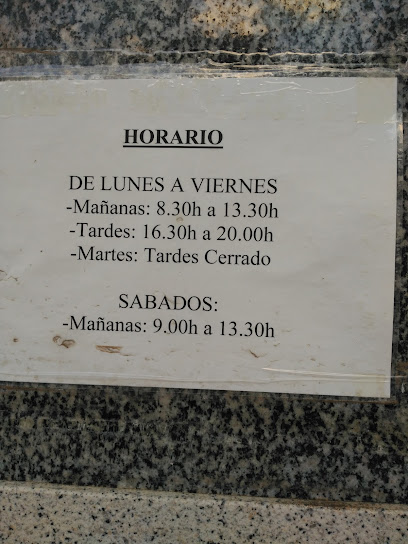 HORARIO
DE LUNES A VIERNES
-Mañanas: 8.30h a 13.30h
-Tardes: 16.30h a 20.00h
-Martes: Tardes Cerrado
SABADOS:
-Mañanas: 9.00h a 13.30h